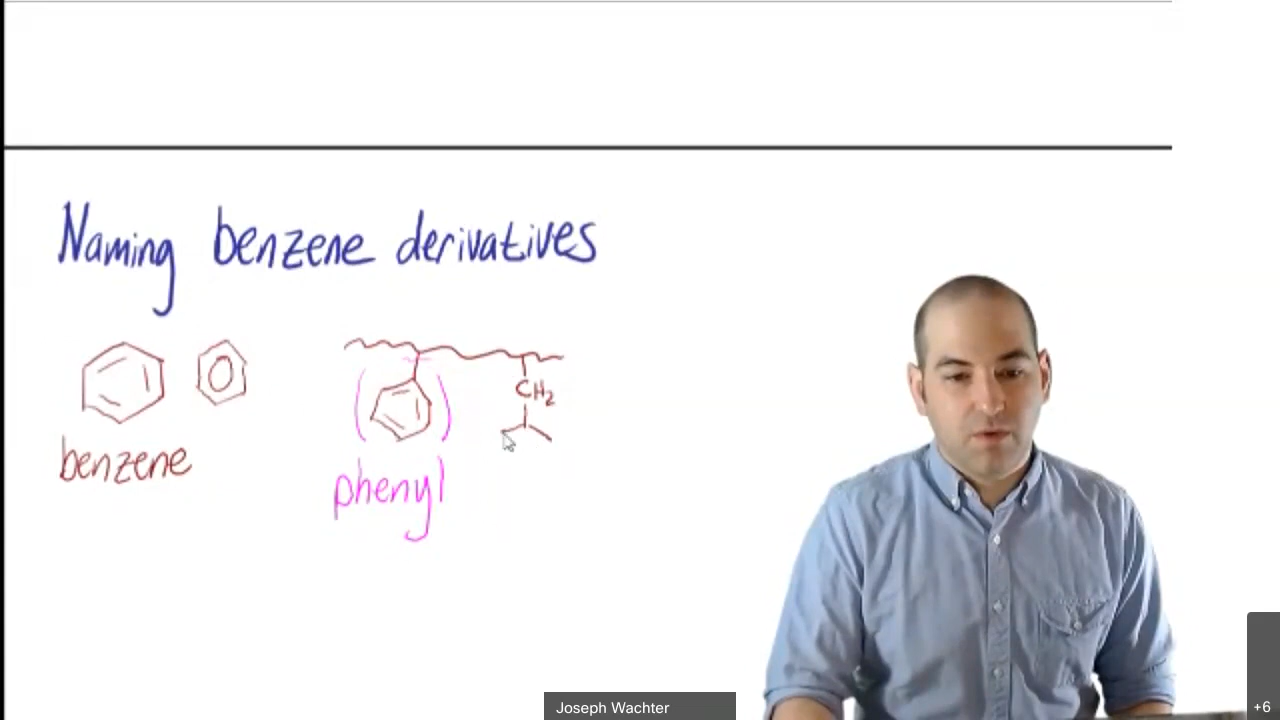 Naming benzene derivatives
CH₂
benzene
phenyl
Joseph Wachter
+6